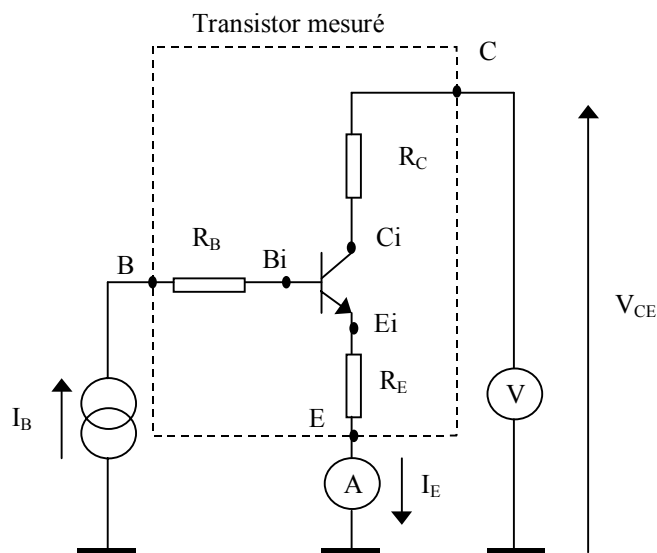 Transistor mesuré
C
R_C
Ci
R_B
B
Bi
V_CE
Ei
R_E
I_B
V
E
A
I_E